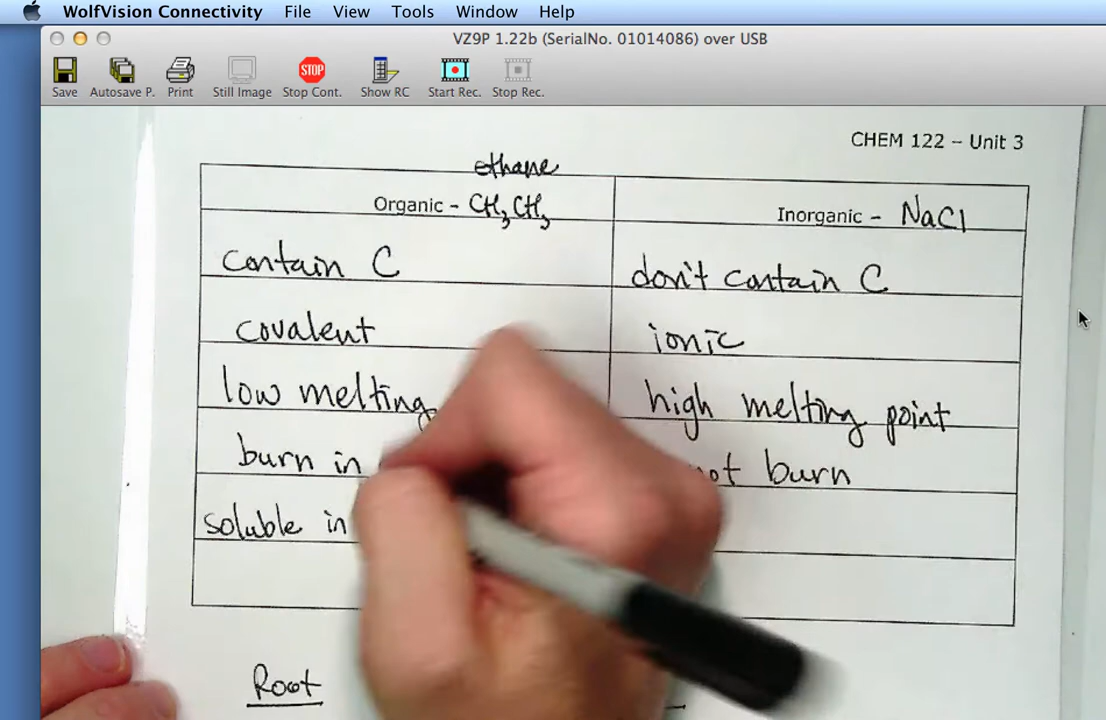 WolfVision Connectivity File View Tools Window Help
VZ9P 1.22b (SerialNo. 01014086) over USB
Save Autosave P. Print Still Image Stop Cont. Show RC Start Rec. Stop Rec.
STOP
CHEM 122 – Unit 3
ethane
Organic - CH3CH3 Inorganic - NaCl
contain C don't contain C
covalent ionic
low melting high melting point
burn in burn
soluble in
Root